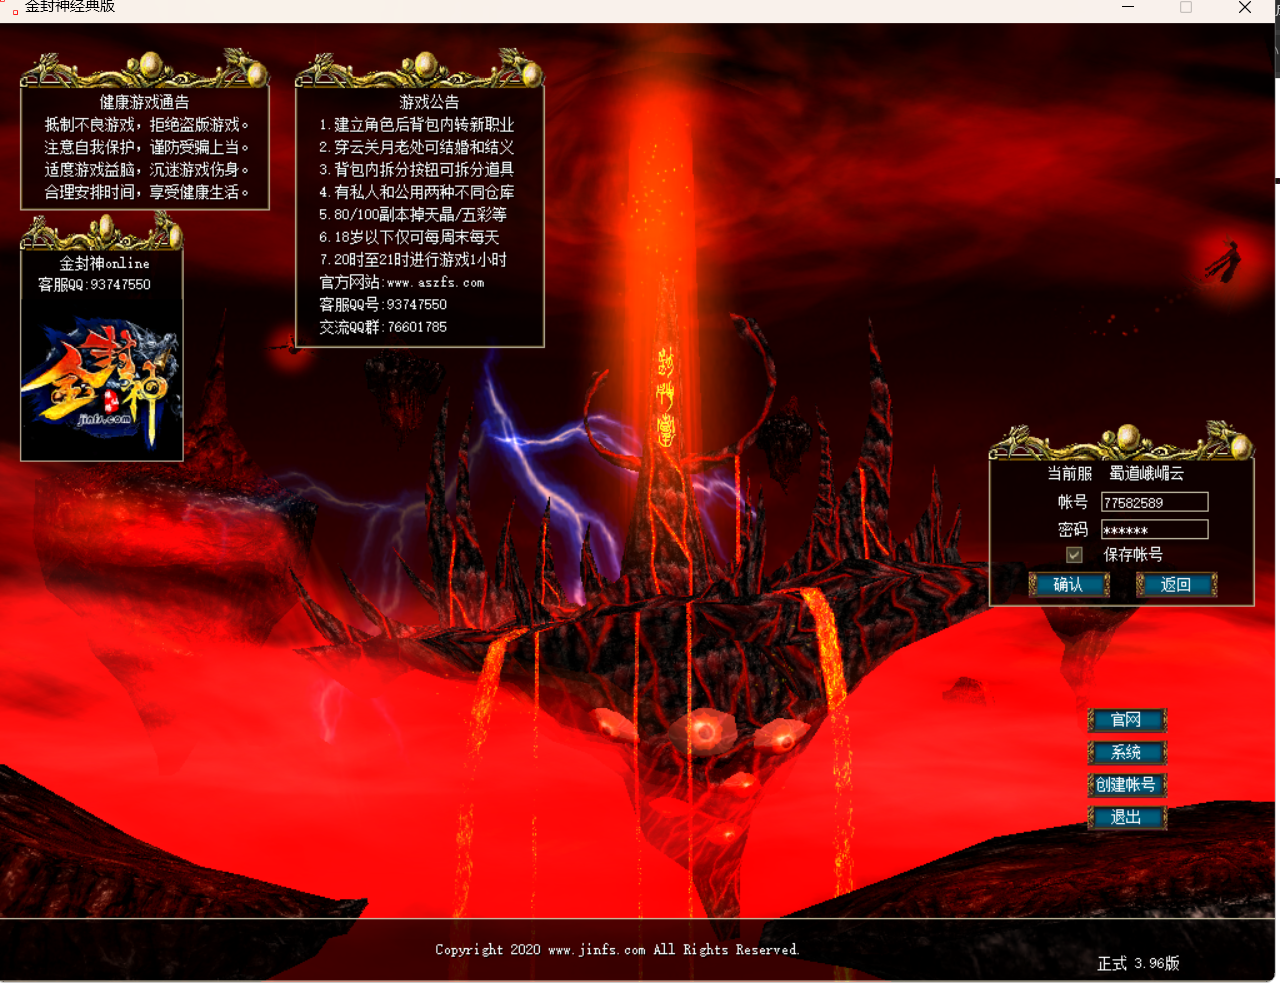 金封神经典版
健康游戏通告
抵制不良游戏，拒绝盗版游戏。
注意自我保护，谨防受骗上当。
适度游戏益脑，沉迷游戏伤身。
合理安排时间，享受健康生活。
游戏公告
1.建立角色后背包内转新职业
2.穿云关月老处可结婚和结义
3.背包内拆分按钮可拆分道具
4.有私人和公用两种不同仓库
5.80/100副本掉天晶/五彩等
6.18岁以下仅可每周末每天
7.20时至21时进行游戏1小时
官方网站:www.aszfs.com
客服QQ号:93747550
交流QQ群:76601785
金封神online
客服QQ:93747550
金封神
jinfs.com
封神台
当前服 蜀道峨嵋云
帐号 77582589
密码 ******
保存帐号
确认 返回
官网
系统
创建帐号
退出
Copyright 2020 www.jinfs.com All Rights Reserved.
正式 3.96版